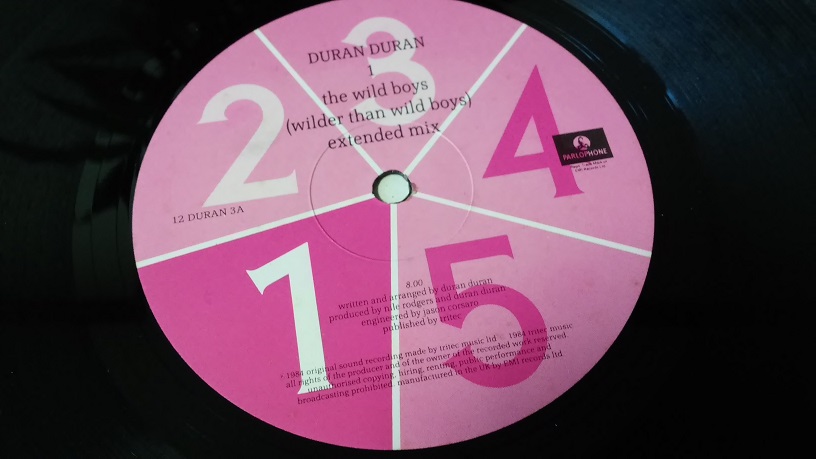 DURAN DURAN
1
the wild boys
(wilder than wild boys)
extended mix
2
3
4
PARLOPHONE
12 DURAN 3A
1
5
8.00
written and arranged by duran duran
produced by nile rodgers and duran duran
engineered by jason corsaro
published by tritec
℗ 1984 original sound recording made by tritec music ltd © 1984 tritec music
all rights of the producer and of the owner of the recorded work reserved
unauthorised copying, hiring, renting, public performance and
broadcasting prohibited. manufactured in the UK by EMI records ltd